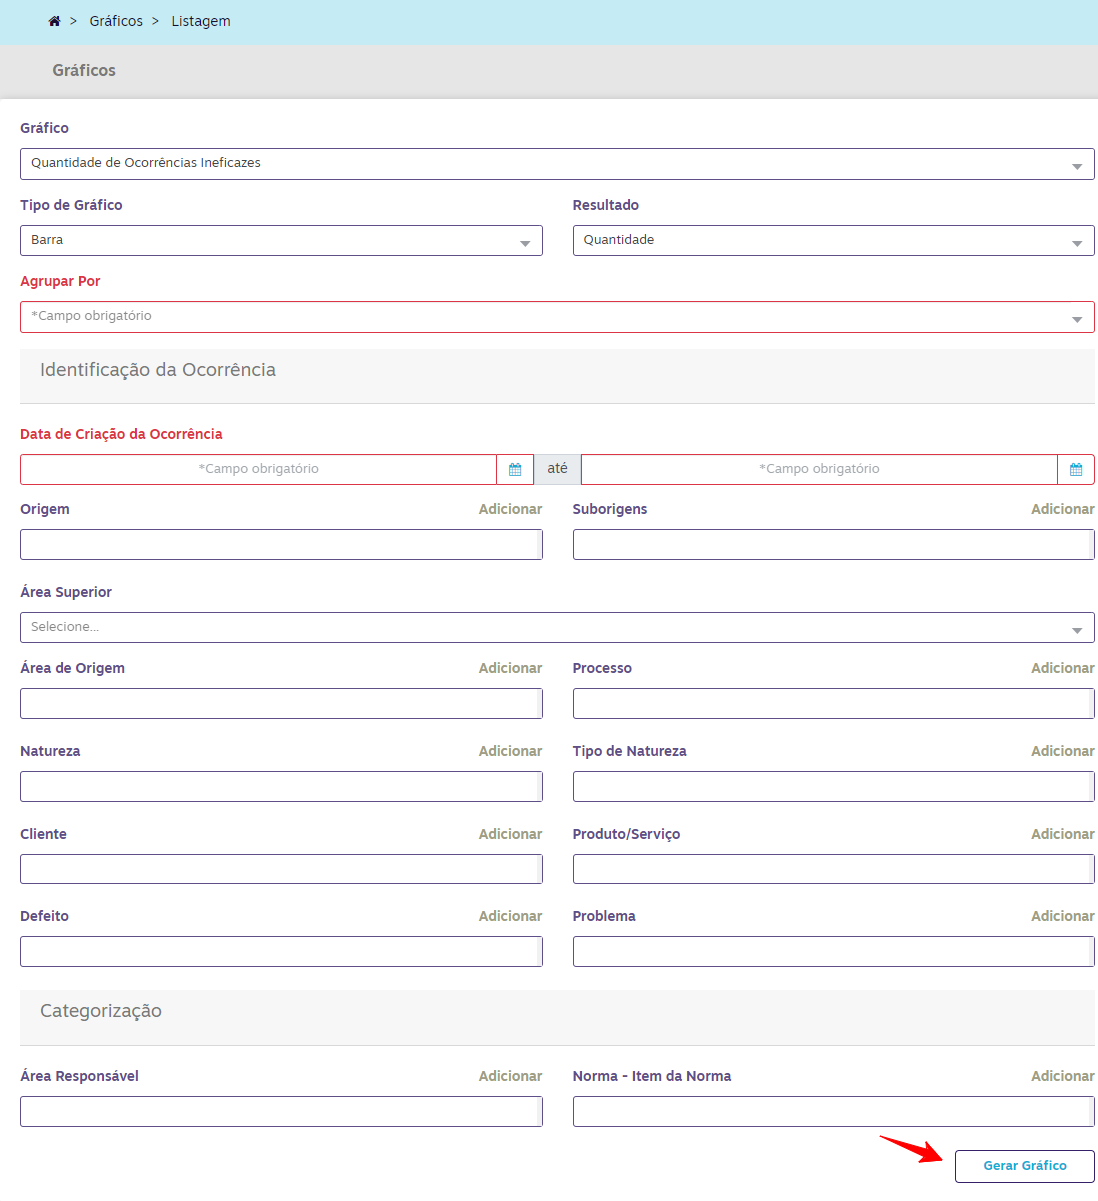 > Gráficos > Listagem
Gráficos
Gráfico
Quantidade de Ocorrências Ineficazes
Tipo de Gráfico Resultado
Barra Quantidade
Agrupar Por
*Campo obrigatório
Identificação da Ocorrência
Data de Criação da Ocorrência
*Campo obrigatório até *Campo obrigatório
Origem Adicionar Suborigens Adicionar
Área Superior
Selecione...
Área de Origem Adicionar Processo Adicionar
Natureza Adicionar Tipo de Natureza Adicionar
Cliente Adicionar Produto/Serviço Adicionar
Defeito Adicionar Problema Adicionar
Categorização
Área Responsável Adicionar Norma - Item da Norma Adicionar
Gerar Gráfico